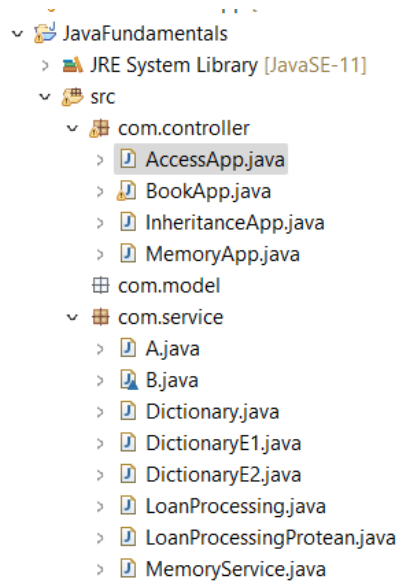 JavaFundamentals
JRE System Library [JavaSE-11]
src
com.controller
AccessApp.java
BookApp.java
InheritanceApp.java
MemoryApp.java
com.model
com.service
A.java
B.java
Dictionary.java
DictionaryE1.java
DictionaryE2.java
LoanProcessing.java
LoanProcessingProtean.java
MemoryService.java